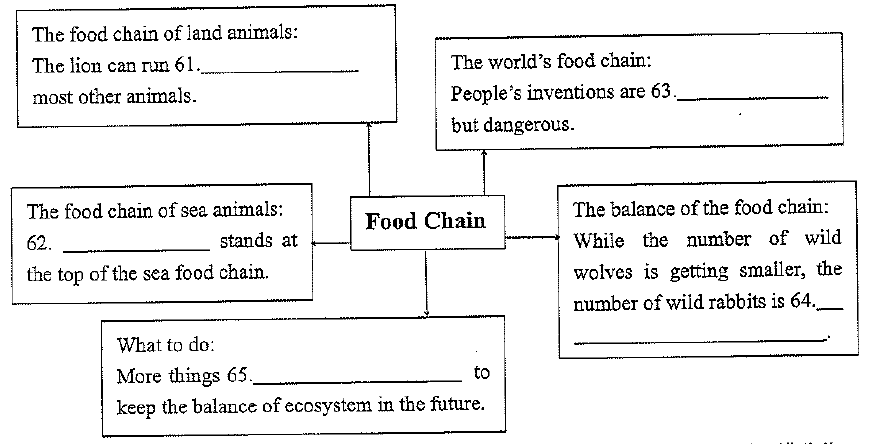 The food chain of land animals:
The lion can run 61.
most other animals.
The world's food chain:
People's inventions are 63.
but dangerous.
The food chain of sea animals:
62. stands at
the top of the sea food chain.
Food Chain
The balance of the food chain:
While the number of wild
wolves is getting smaller, the
number of wild rabbits is 64.
.
What to do:
More things 65. to
keep the balance of ecosystem in the future.